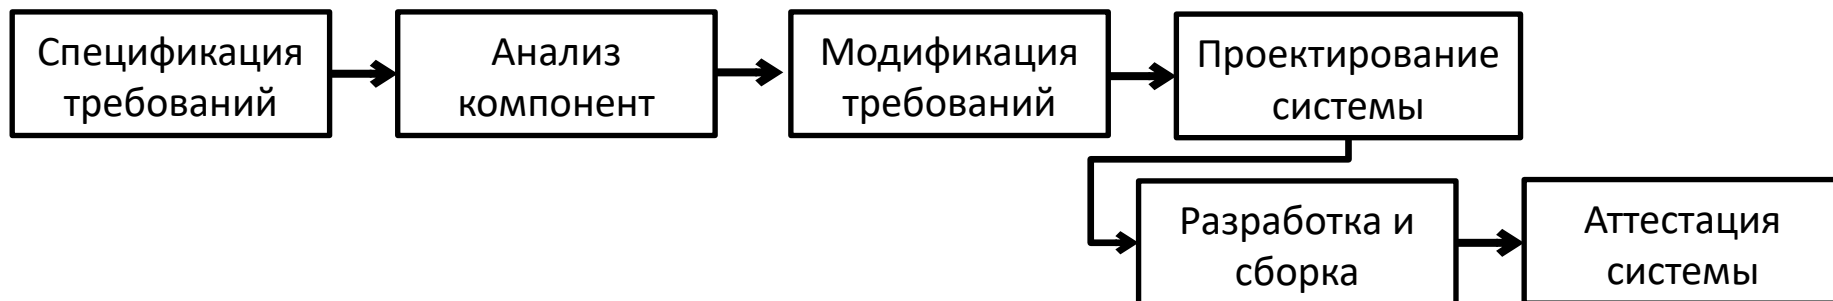 Спецификация
требований
Анализ
компонент
Модификация
требований
Проектирование
системы
Разработка и
сборка
Аттестация
системы